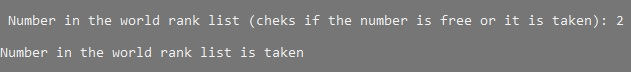 Number in the world rank list (cheks if the number is free or it is taken): 2
Number in the world rank list is taken